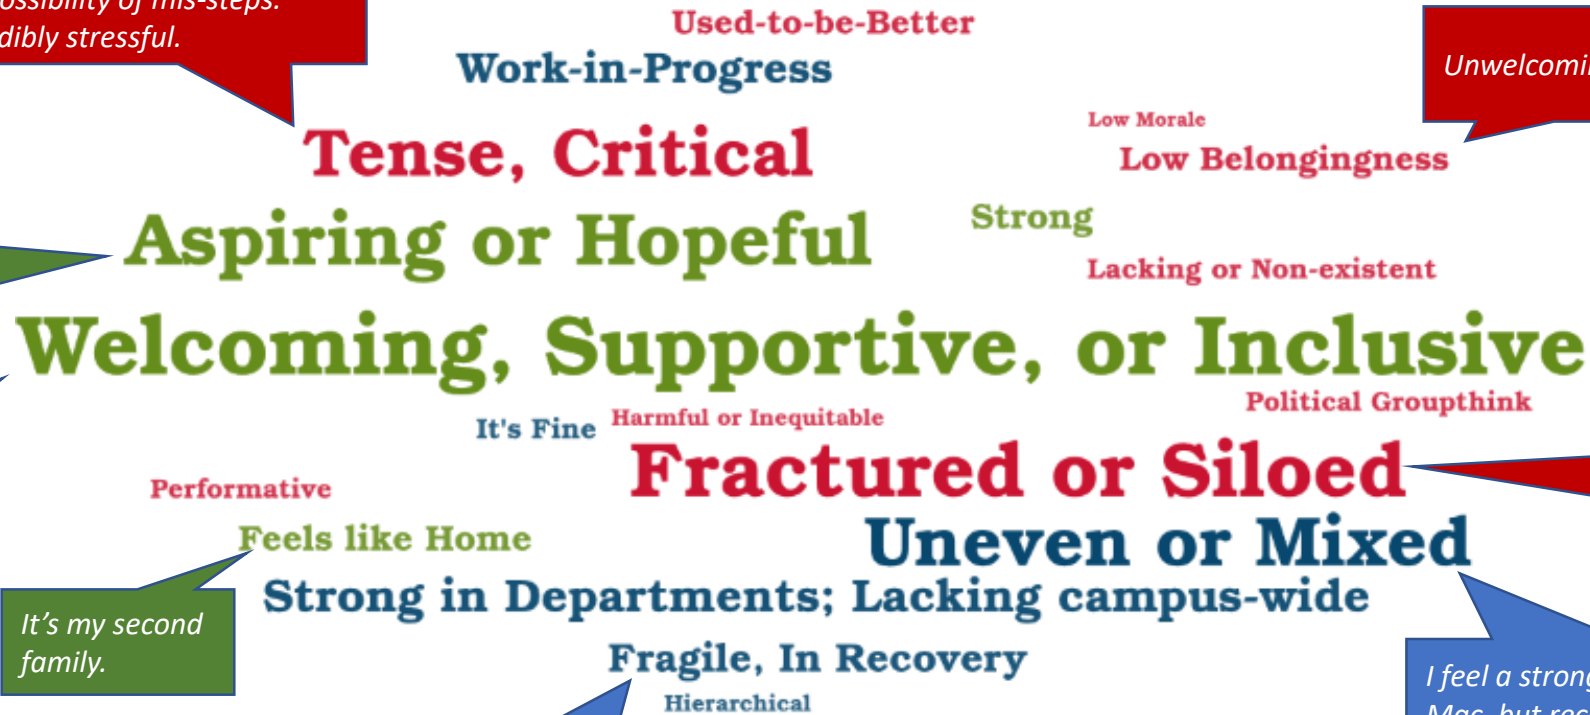 of mis-steps.
stressful.
Used-to-be-Better
Work-in-Progress
Low Morale
Tense, Critical
Low Belongingness
Strong
Aspiring or Hopeful
Lacking or Non-existent
Welcoming, Supportive, or Inclusive
Political Groupthink
It's Fine
Harmful or Inequitable
Fractured or Siloed
Performative
Feels like Home
Uneven or Mixed
Strong in Departments; Lacking campus-wide
It's my second
family.
Fragile, In Recovery
I feel a strong
Hierarchical